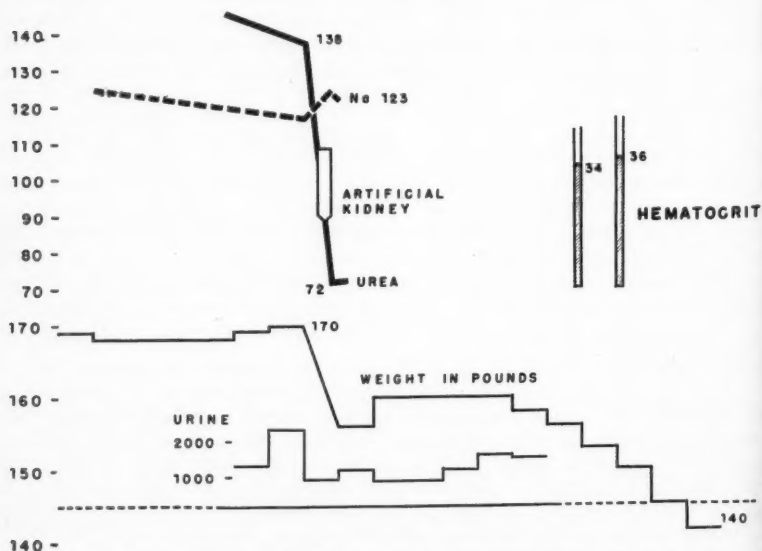 140 –
138
130 –
Na 123
120 –
110 –
34
36
100 –
ARTIFICIAL
KIDNEY
HEMATOCRIT
90 –
80 –
72
UREA
70 –
170 –
170
WEIGHT IN POUNDS
160 –
URINE
2000 –
150 –
1000 –
140
140 –